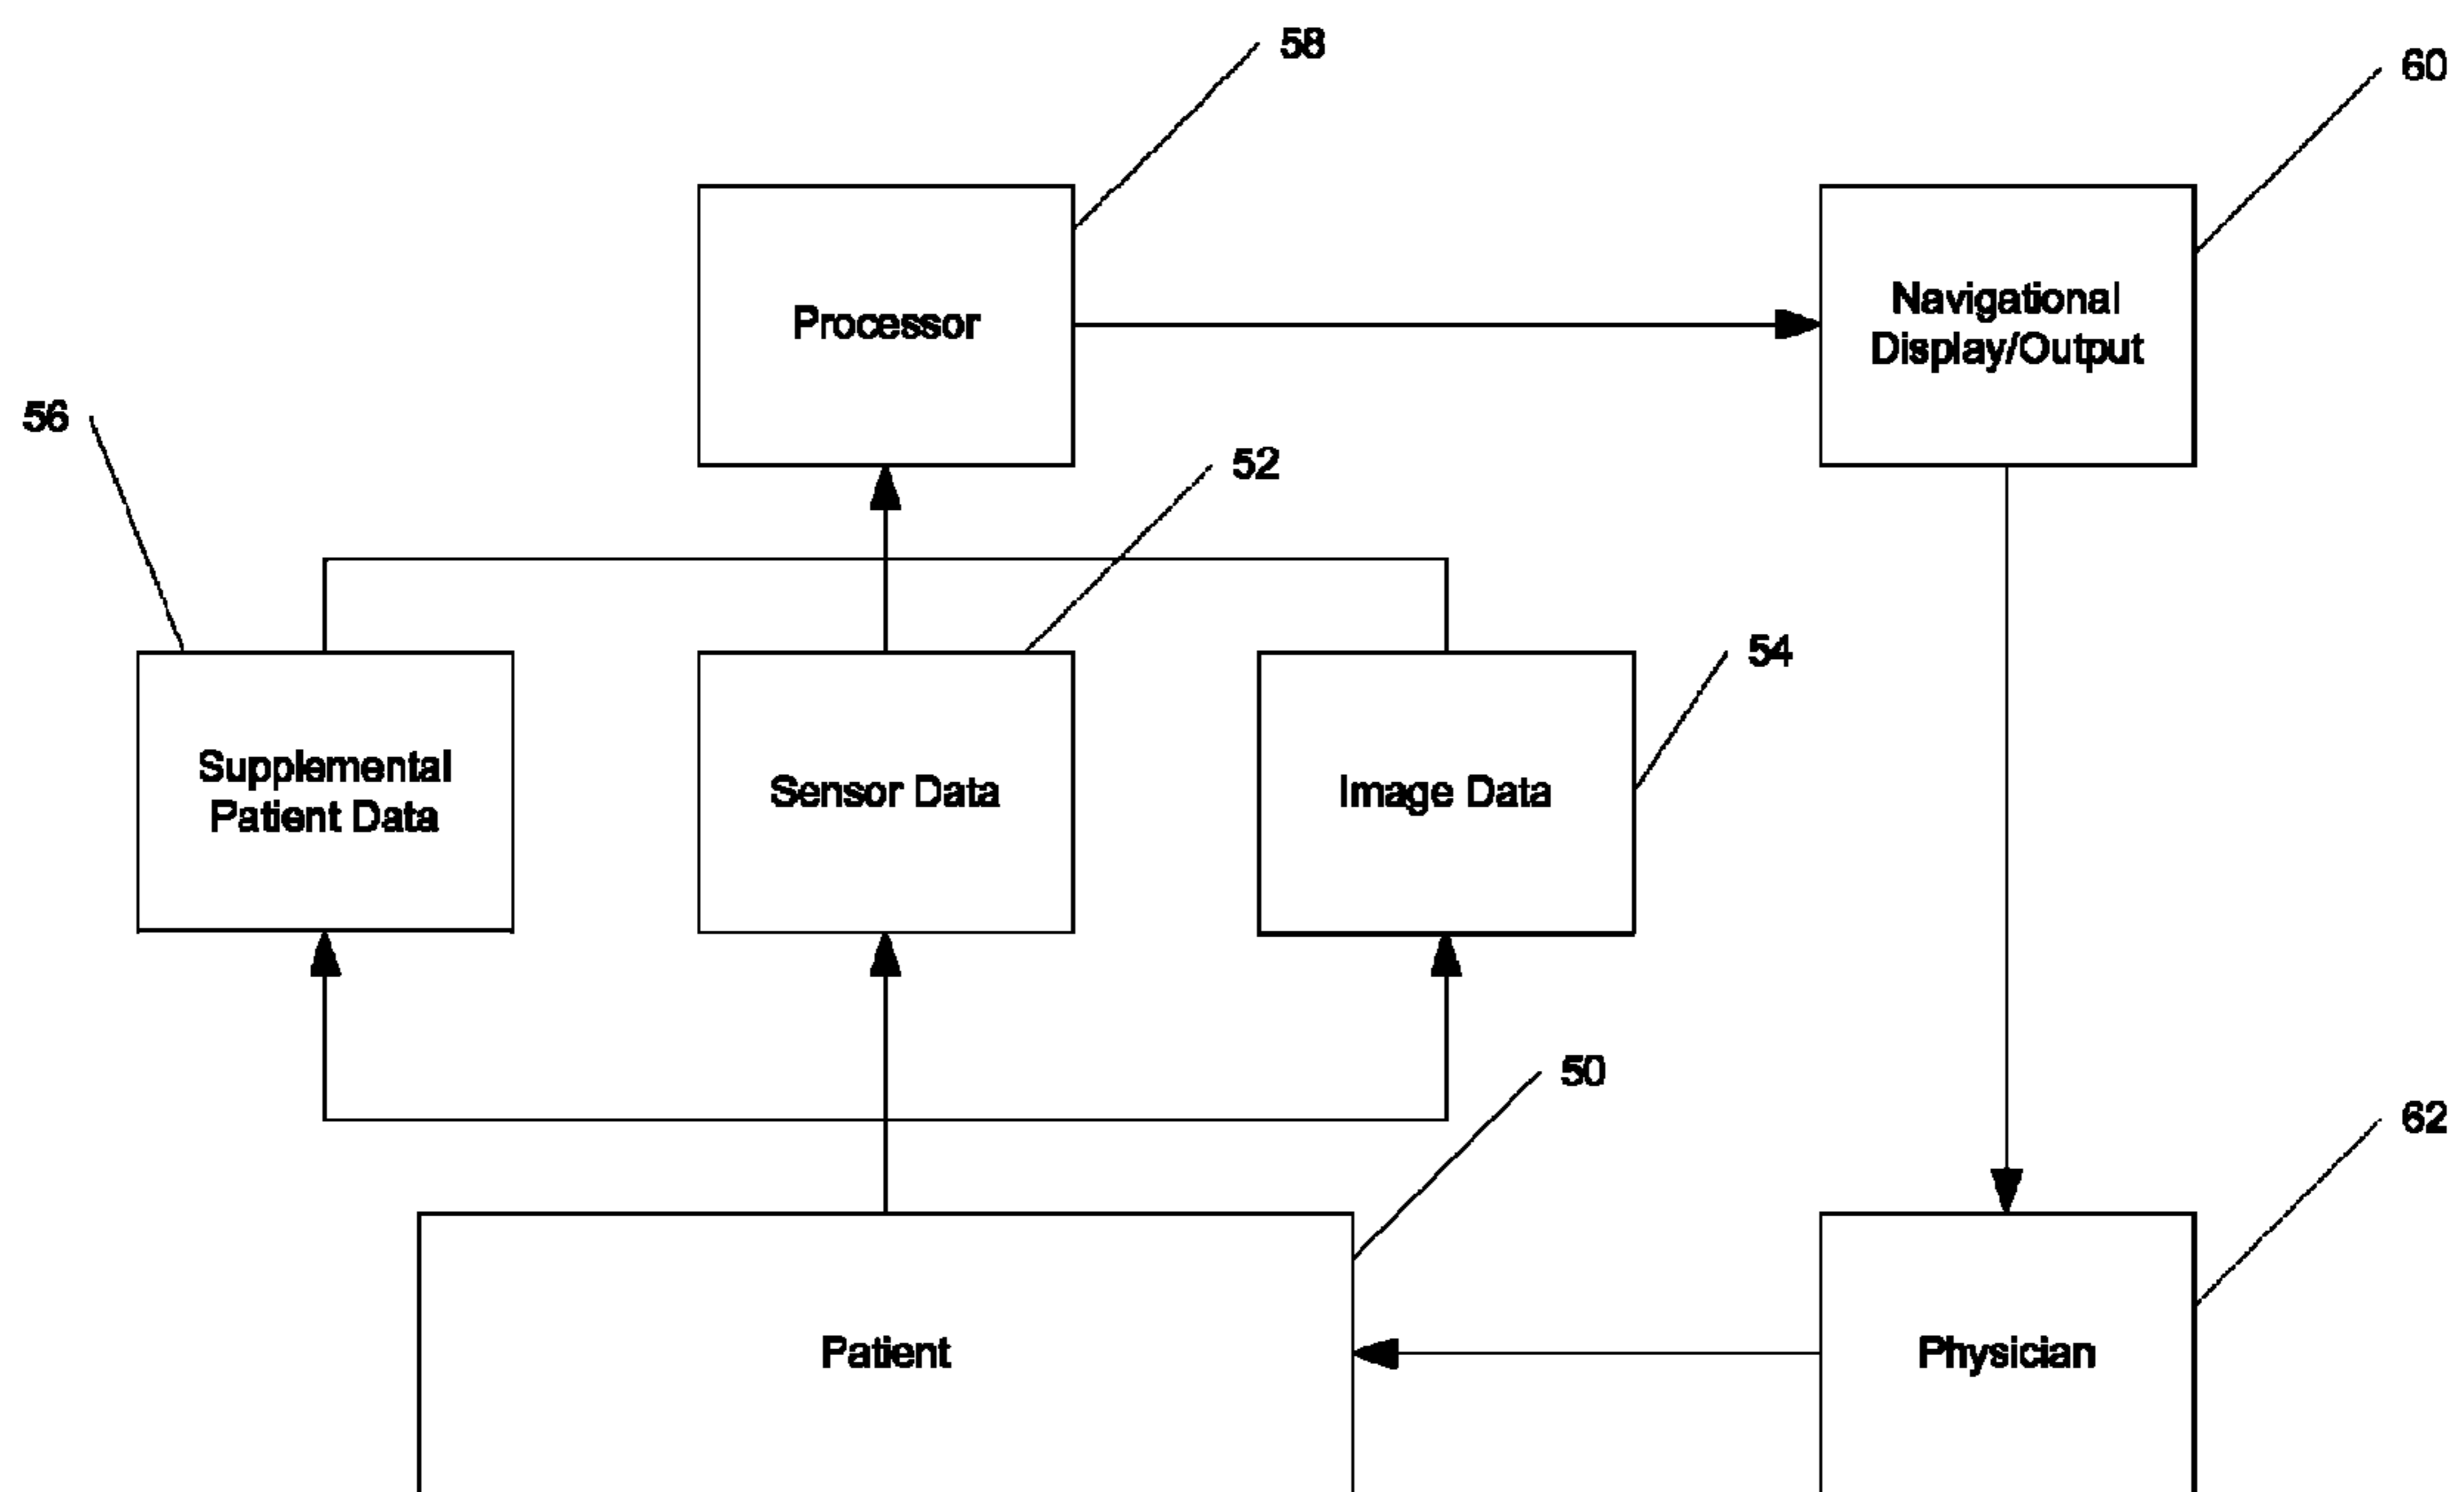 58
60
Processor
Navigational
Display/Output
56
52
54
Supplemental
Patient Data
Sensor Data
Image Data
50
62
Patient
Physician